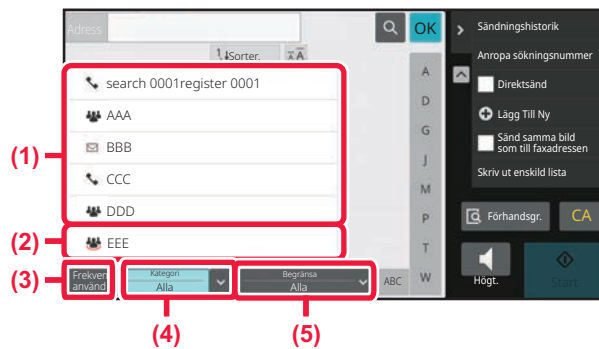 Adress
OK
Sorter.
search 0001register 0001
AAA
BBB
CCC
DDD
EEE
A
D
G
J
M
P
T
W
Frekven
använd
Kategori
Alla
Begränsa
Alla
ABC
Sändningshistorik
Anropa sökningsnummer
Direktsänd
Lägg Till Ny
Sänd samma bild
som till faxadressen
Skriv ut enskild lista
Förhandsgr.
CA
Högt.
Start
(1)
(2)
(3)
(4)
(5)